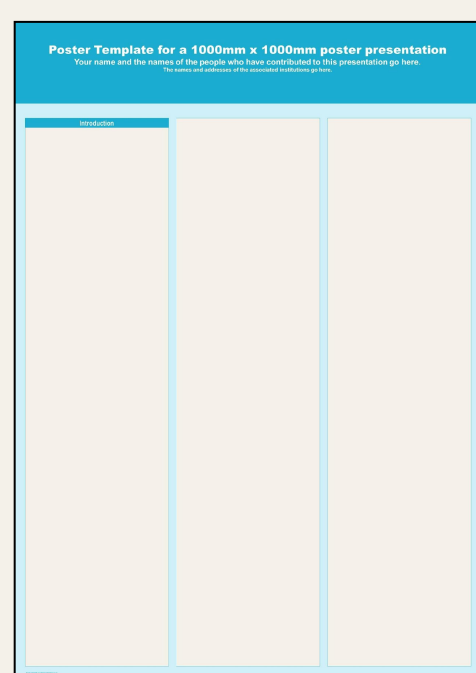 Poster Template for a 1000mm x 1000mm poster presentation
Your name and the names of the people who have contributed to this presentation go here.
The names and addresses of the associated institutions go here.
Introduction